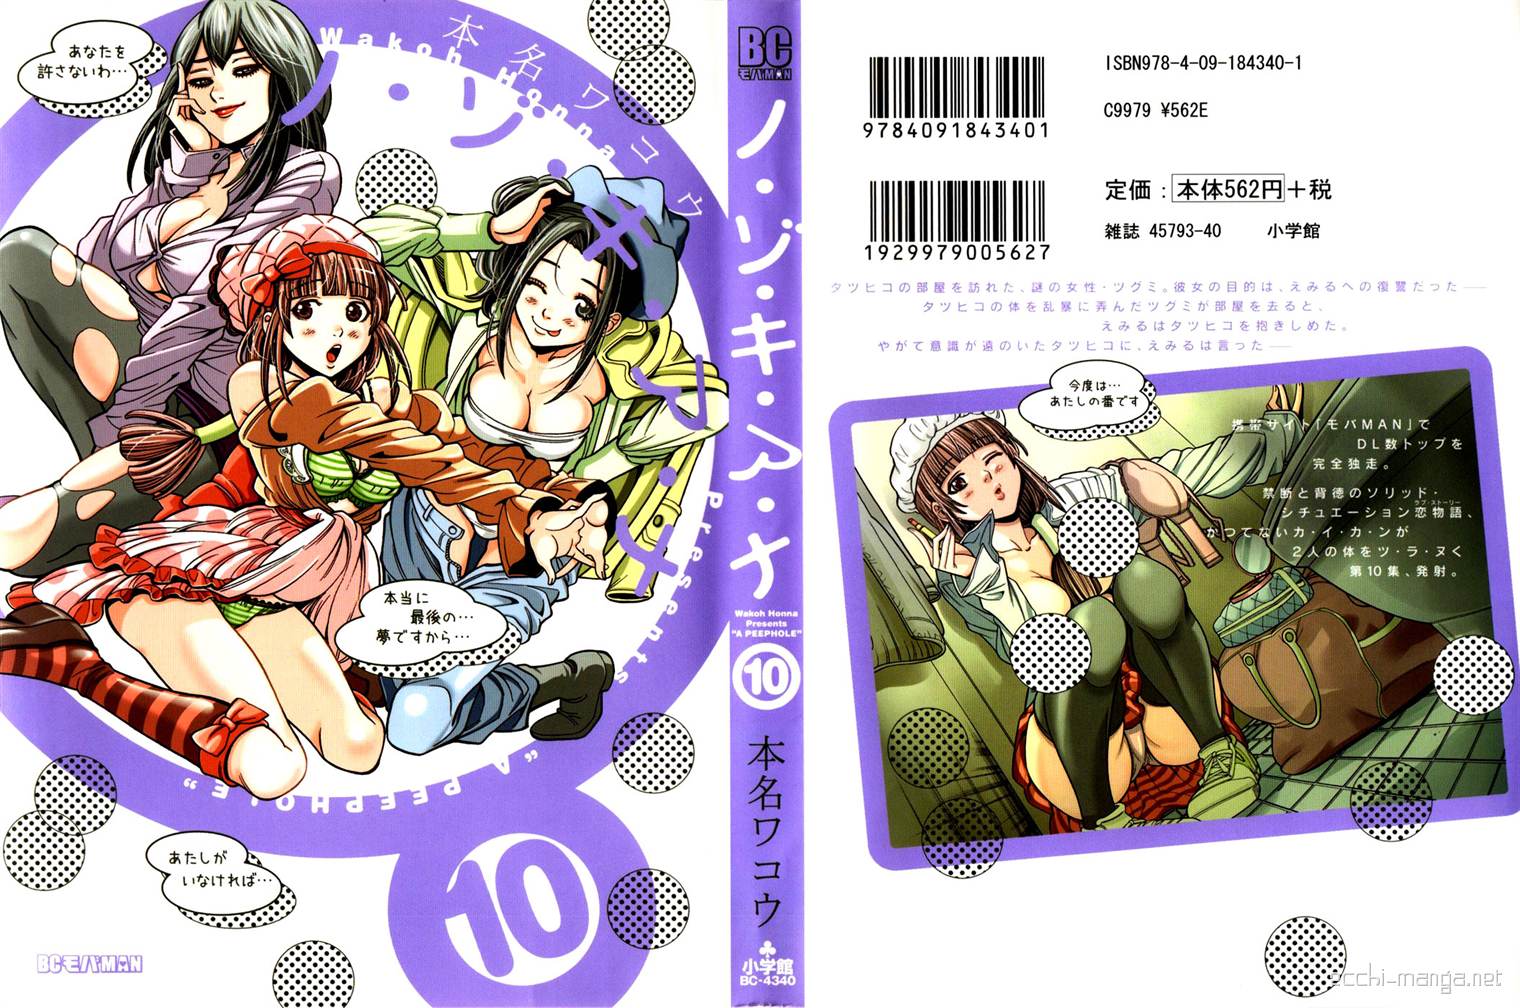 あなたを
許さないわ…
本名ワコウ
Wakoh Honna
ノ・ゾ・キ・ア・ナ
Presents
"A PEEPHOLE"
本当に
最後の…
夢ですから…
あたしが
いなければ…
10
BCモバMAN
BC
モバMAN
ノ・ゾ・キ・ア・ナ
Wakoh Honna
Presents
"A PEEPHOLE"
10
本名ワコウ
小学館
BC-4340
ISBN978-4-09-184340-1
C9979 ¥562E
9784091843401
定価：本体562円+税
雑誌 45793-40 小学館
1929979005627
タツヒコの部屋を訪れた、謎の女性・ツグミ。彼女の目的は、えみるへの復讐だった――
タツヒコの体を乱暴に弄んだツグミが部屋を去ると、
えみるはタツヒコを抱きしめた。
やがて意識が遠のいたタツヒコに、えみるは言った――
今度は…
あたしの番です
携帯サイト「モバMAN」で
DL数トップを
完全独走。
禁断と背徳のソリッド・
シチュエーション恋物語、
ラブ・ストーリー
かつてないカ・イ・カ・ンが
2人の体をツ・ラ・ヌく
第10集、発射。
ecchi-manga.net